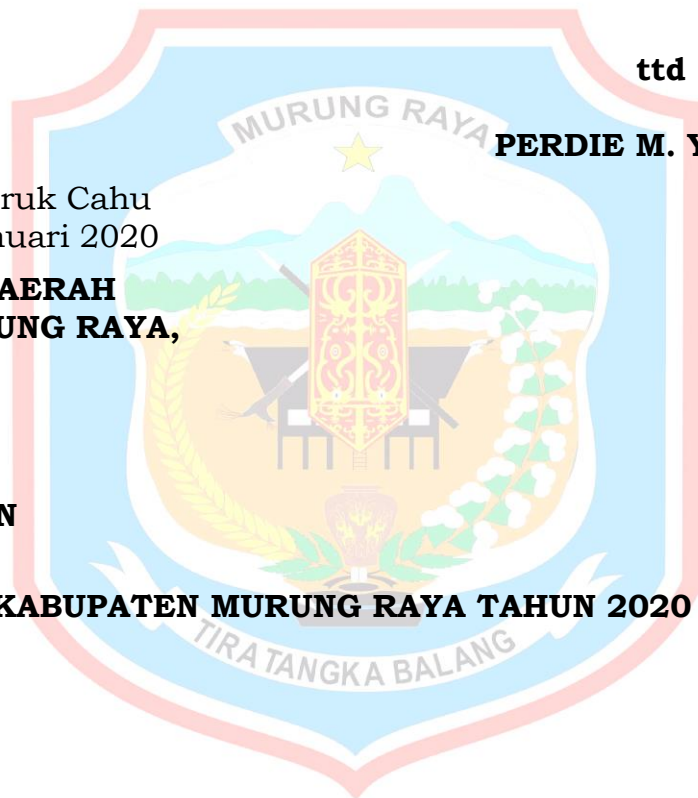 ttd
MURUNG RAYA
PERDIE M. Y
ruk Cahu
nuari 2020
AERAH
UNG RAYA,
N
KABUPATEN MURUNG RAYA TAHUN 2020
TIRA TANGKA BALANG